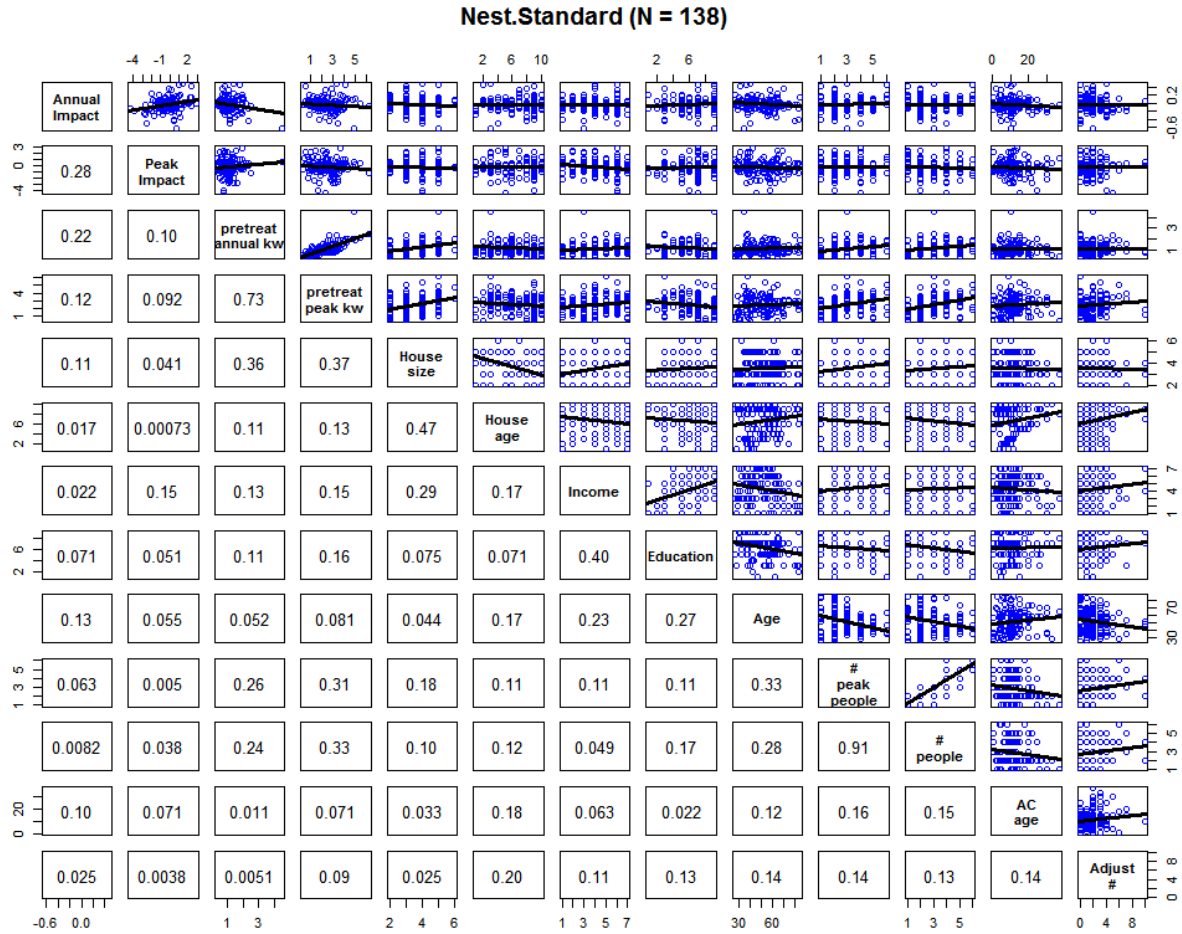 Nest.Standard (N = 138)
-4 -1 2 1 3 5 2 6 10 2 6 1 3 5 0 20
Annual
Impact
-0.6 0.2
0.28
Peak
Impact
-4 0 2 3
0.22 0.10
pretreat
annual kw
1 3
0.12 0.092 0.73
pretreat
peak kw
1 4
0.11 0.041 0.36 0.37
House
size
2 4 6
0.017 0.00073 0.11 0.13 0.47
House
age
2 6
0.022 0.15 0.13 0.15 0.29 0.17 Income
1 4 7
0.071 0.051 0.11 0.16 0.075 0.071 0.40 Education
2 6
0.13 0.055 0.052 0.081 0.044 0.17 0.23 0.27 Age
30 70
0.063 0.005 0.26 0.31 0.18 0.11 0.11 0.11 0.33
#
peak
people
1 3 5
0.0082 0.038 0.24 0.33 0.10 0.12 0.049 0.17 0.28 0.91
#
people
1 3 5
0.10 0.071 0.011 0.071 0.033 0.18 0.063 0.022 0.12 0.16 0.15
AC
age
0 20
0.025 0.0038 0.0051 0.09 0.025 0.20 0.11 0.13 0.14 0.14 0.13 0.14
Adjust
#
0 4 8
-0.6 0.0 1 3 2 3 4 5 6 1 3 5 7 30 60 1 3 5 0 4 8